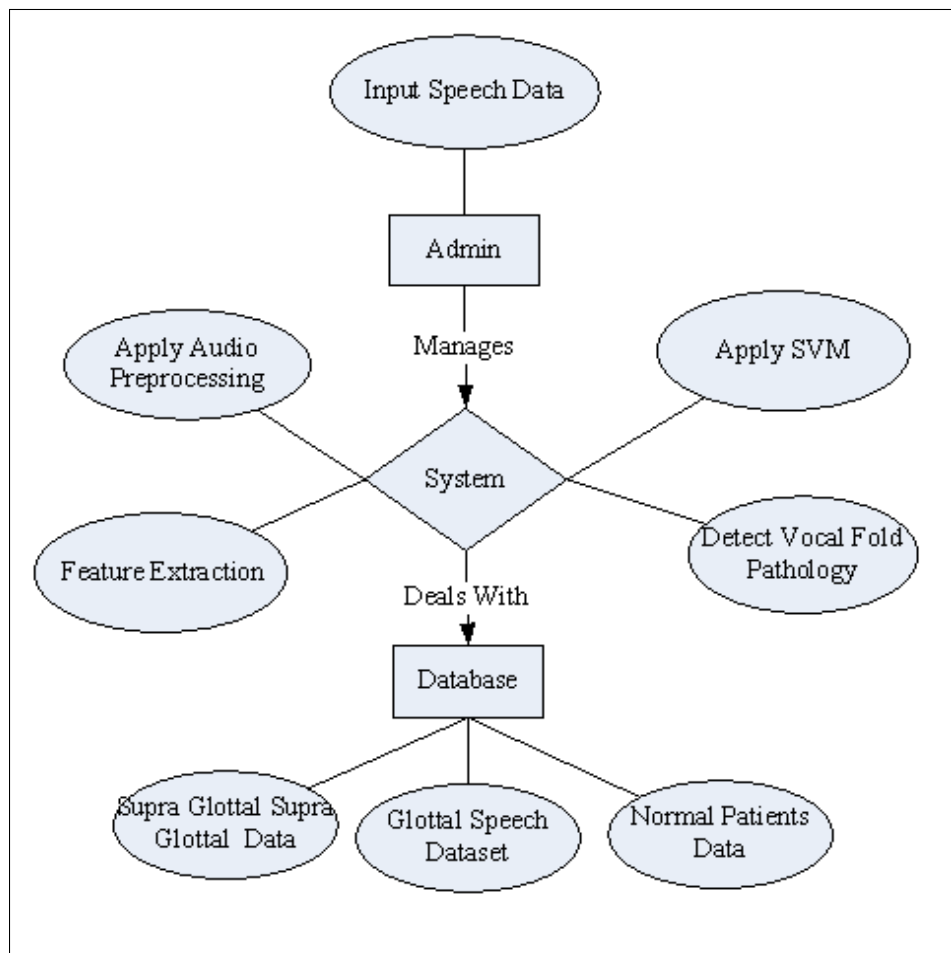 Input Speech Data
Admin
Manages
Apply Audio
Preprocessing
Apply SVM
System
Feature Extraction
Detect Vocal Fold
Pathology
Deals With
Database
Supra Glottal Supra
Glottal Data
Glottal Speech
Dataset
Normal Patients
Data